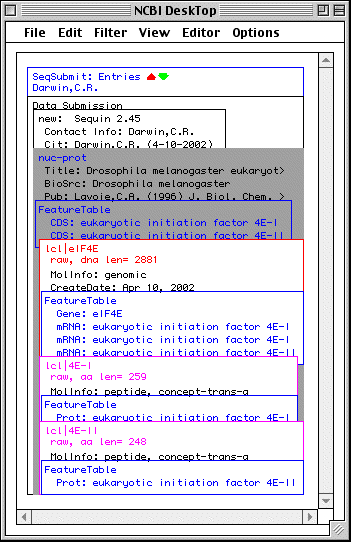 NCBI DeskTop
File Edit Filter View Editor Options
SeqSubmit: Entries
Darwin,C.R.
Data Submission
new: Sequin 2.45
Contact Info: Darwin,C.R.
Cit: Darwin,C.R. (4-10-2002)
nuc-prot
Title: Drosophila melanogaster eukaryot>
BioSrc: Drosophila melanogaster
Pub: Lavoie,C.A. (1996) J. Biol. Chem. >
FeatureTable
CDS: eukaryotic initiation factor 4E-I
CDS: eukaryotic initiation factor 4E-II
lcl|eIF4E
raw, dna len= 2881
MolInfo: genomic
CreateDate: Apr 10, 2002
FeatureTable
Gene: eIF4E
mRNA: eukaryotic initiation factor 4E-I
mRNA: eukaryotic initiation factor 4E-I
mRNA: eukaryotic initiation factor 4E-II
lcl|4E-I
raw, aa len= 259
MolInfo: peptide, concept-trans-a
FeatureTable
Prot: eukaryotic initiation factor 4E-I
lcl|4E-II
raw, aa len= 248
MolInfo: peptide, concept-trans-a
FeatureTable
Prot: eukaryotic initiation factor 4E-II